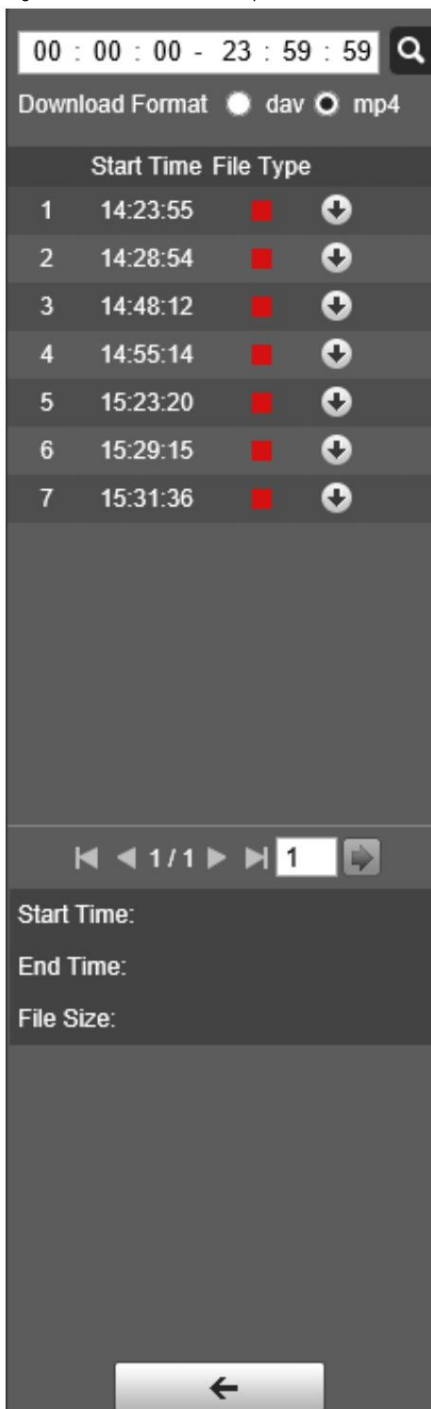 00 : 00 : 00 - 23 : 59 : 59
Download Format dav mp4
Start Time File Type
1 14:23:55
2 14:28:54
3 14:48:12
4 14:55:14
5 15:23:20
6 15:29:15
7 15:31:36
1 / 1 1
Start Time:
End Time:
File Size: